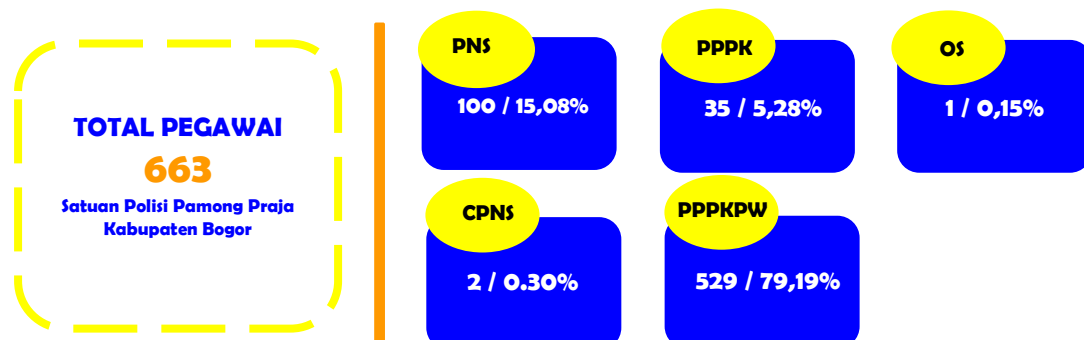 TOTAL PEGAWAI
663
Satuan Polisi Pamong Praja
Kabupaten Bogor
PNS
100 / 15,08%
PPPK
35 / 5,28%
OS
1 / 0,15%
CPNS
2 / 0.30%
PPPKPW
529 / 79,19%